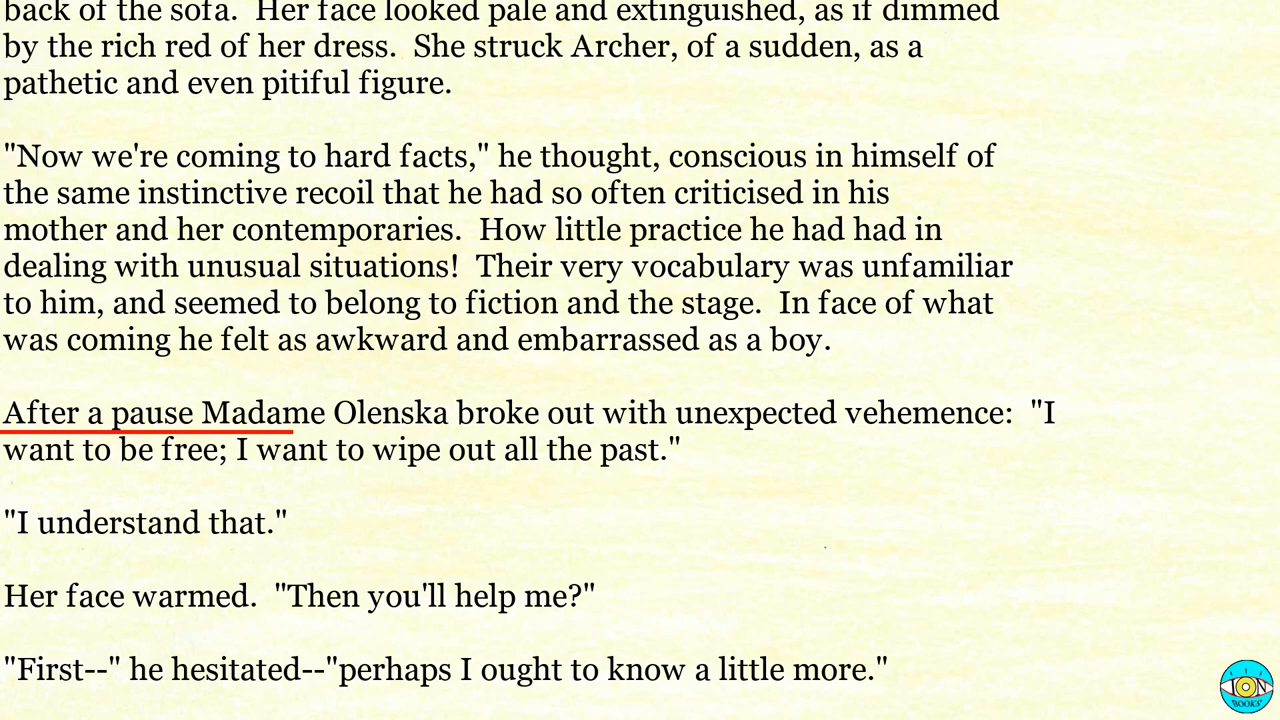 back of the sofa.  Her face looked pale and extinguished, as if dimmed
by the rich red of her dress.  She struck Archer, of a sudden, as a
pathetic and even pitiful figure.
"Now we're coming to hard facts," he thought, conscious in himself of
the same instinctive recoil that he had so often criticised in his
mother and her contemporaries.  How little practice he had had in
dealing with unusual situations!  Their very vocabulary was unfamiliar
to him, and seemed to belong to fiction and the stage.  In face of what
was coming he felt as awkward and embarrassed as a boy.
After a pause Madame Olenska broke out with unexpected vehemence:  "I
want to be free; I want to wipe out all the past."
"I understand that."
Her face warmed.  "Then you'll help me?"
"First--" he hesitated--"perhaps I ought to know a little more."
ION
BOOKS